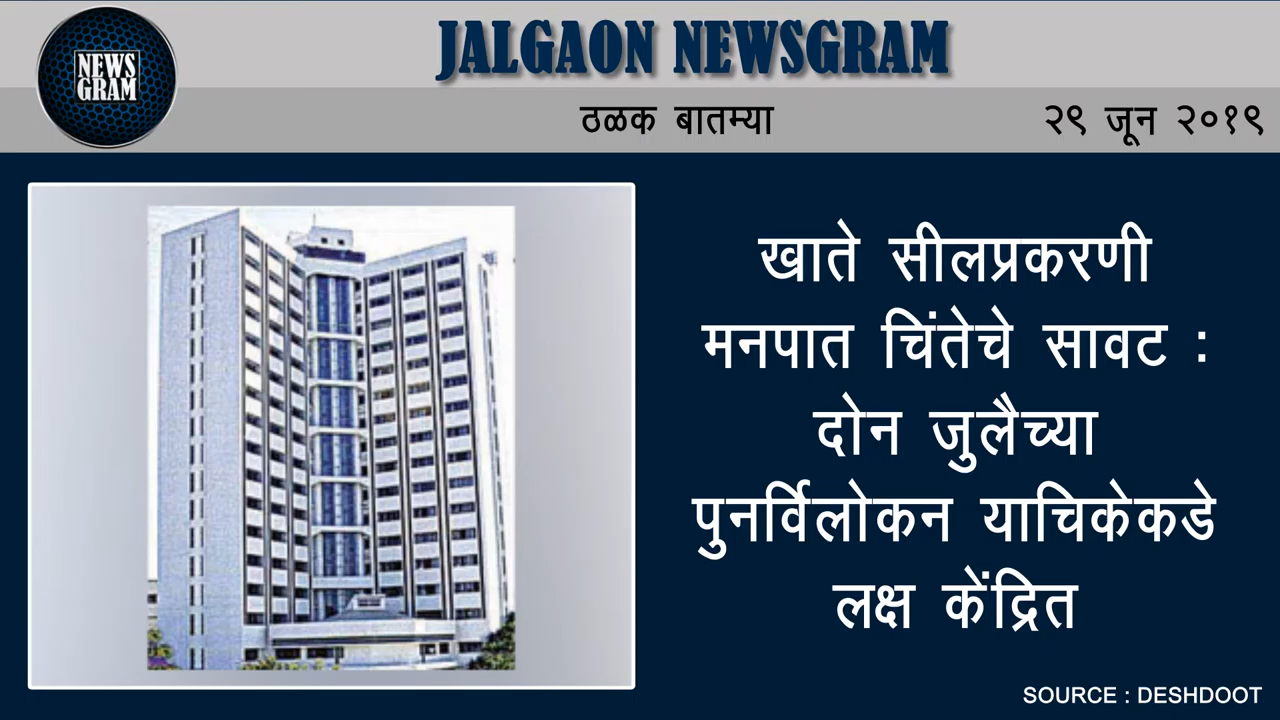 NEWS
GRAM
JALGAON NEWSGRAM
ठळक बातम्या
२९ जून २०१९
खाते सीलप्रकरणी
मनपात चिंतेचे सावट :
दोन जुलैच्या
पुनर्विलोकन याचिकेकडे
लक्ष केंद्रित
SOURCE : DESHDOOT